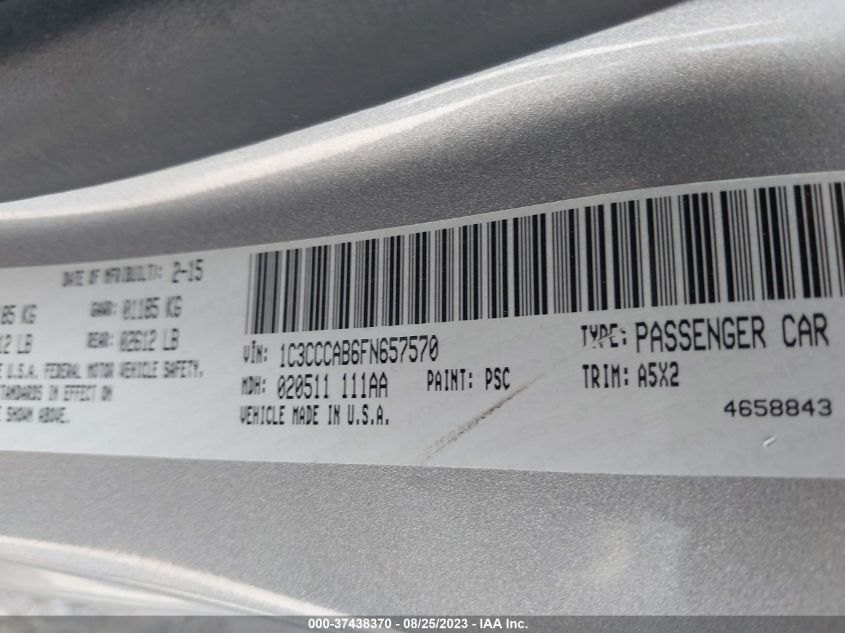 DATE OF MFR(BUILT): 2-15
85 KG GAWR: 01185 KG
12 LB REAR: 02612 LB
E U.S.A. FEDERAL MOTOR VEHICLE SAFETY,
STANDARDS IN EFFECT ON
E SHOWN ABOVE.
VIN: 1C3CCCAB6FN657570
MDH: 020511 111AA PAINT: PSC
VEHICLE MADE IN U.S.A.
TYPE: PASSENGER CAR
TRIM: A5X2
4658843
000-37438370 - 08/25/2023 - IAA Inc.